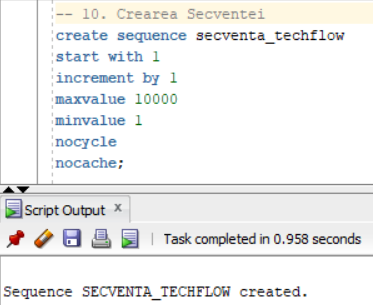 -- 10. Crearea Secventei
create sequence secventa_techflow
start with 1
increment by 1
maxvalue 10000
minvalue 1
nocycle
nocache;
Script Output x
Task completed in 0.958 seconds
Sequence SECVENTA_TECHFLOW created.